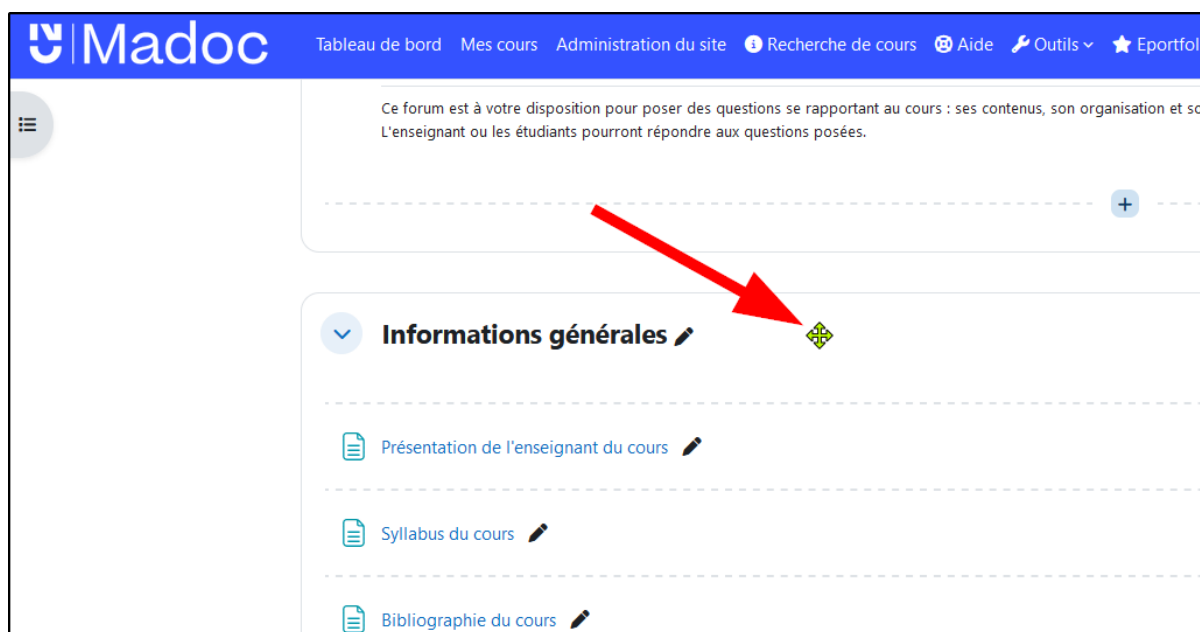 Madoc Tableau de bord Mes cours Administration du site Recherche de cours Aide Outils Eportfol
Ce forum est à votre disposition pour poser des questions se rapportant au cours : ses contenus, son organisation et so
L'enseignant ou les étudiants pourront répondre aux questions posées.
Informations générales
Présentation de l'enseignant du cours
Syllabus du cours
Bibliographie du cours